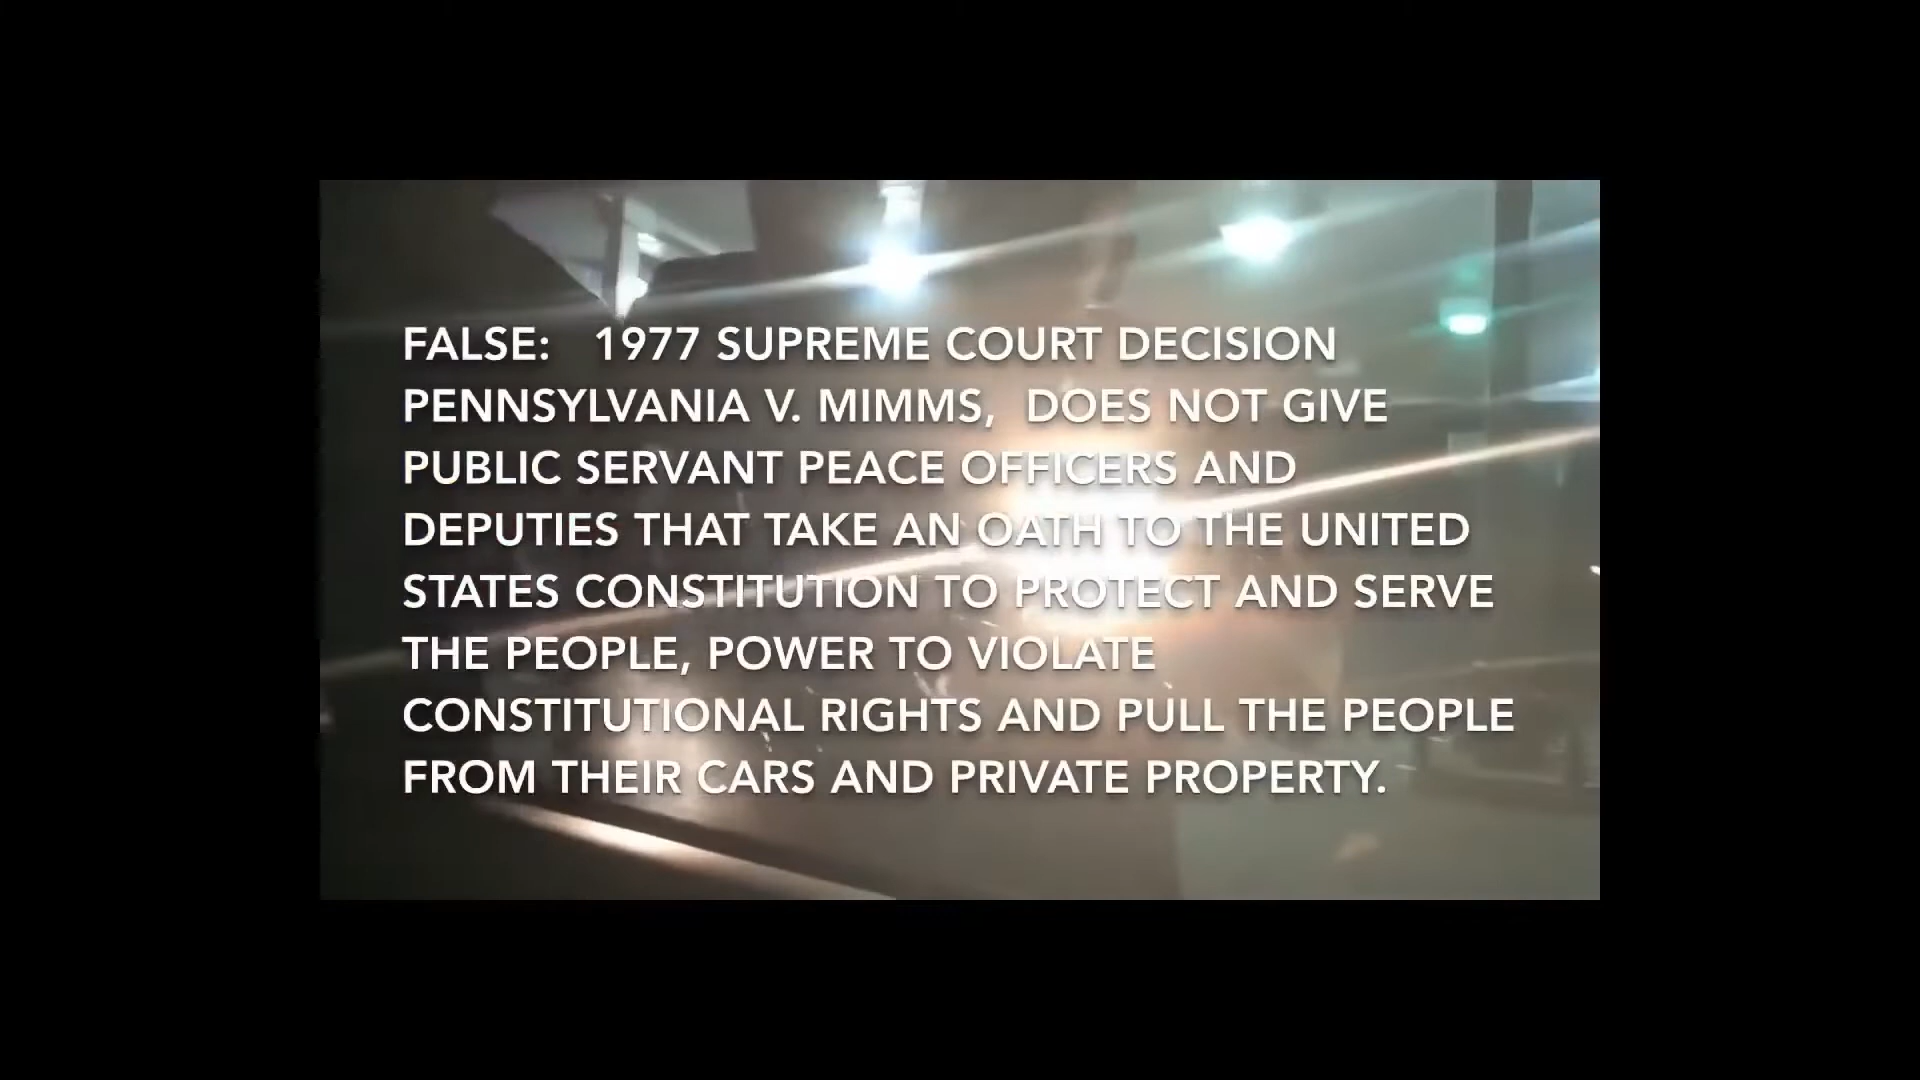 FALSE: 1977 SUPREME COURT DECISION
PENNSYLVANIA V. MIMMS, DOES NOT GIVE
PUBLIC SERVANT PEACE OFFICERS AND
DEPUTIES THAT TAKE AN OATH TO THE UNITED
STATES CONSTITUTION TO PROTECT AND SERVE
THE PEOPLE, POWER TO VIOLATE
CONSTITUTIONAL RIGHTS AND PULL THE PEOPLE
FROM THEIR CARS AND PRIVATE PROPERTY.